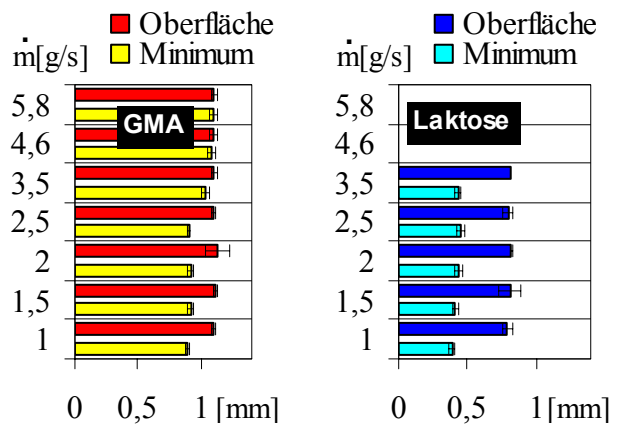 Oberfläche
Minimum
ṁ[g/s]
5,8
4,6
3,5
2,5
2
1,5
1
GMA
0 0,5 1 [mm]
Oberfläche
Minimum
ṁ[g/s]
5,8
4,6
3,5
2,5
2
1,5
1
Laktose
0 0,5 1 [mm]